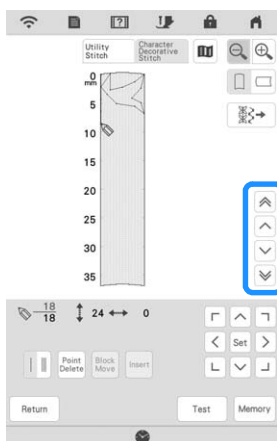 Utility
Stitch
Character
Decorative
Stitch
0
mm
5
10
15
20
25
30
35
18
18
24
0
Set
Point
Delete
Block
Move
Insert
Return
Test
Memory